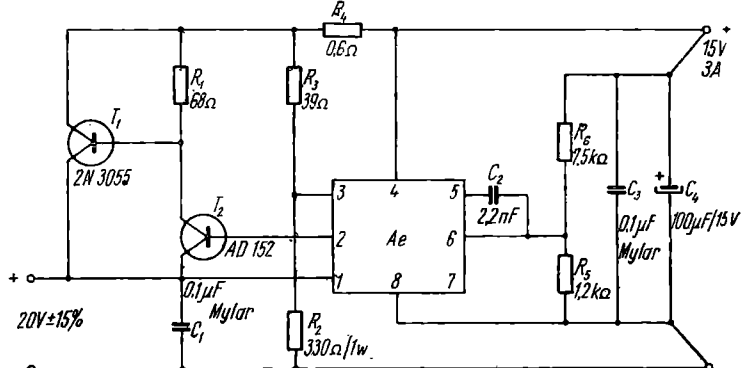 R4
0,6Ω
+
15V
3A
R1
68Ω
R3
39Ω
T1
2N 3055
R6
7,5kΩ
T2
AD 152
3
4
5
C2
2,2nF
2
Ae
6
1
8
7
C3
0,1µF
Mylar
+
C4
100µF/15V
+
20V±15%
0,1µF
Mylar
C1
R2
330Ω/1w
R5
1,2kΩ